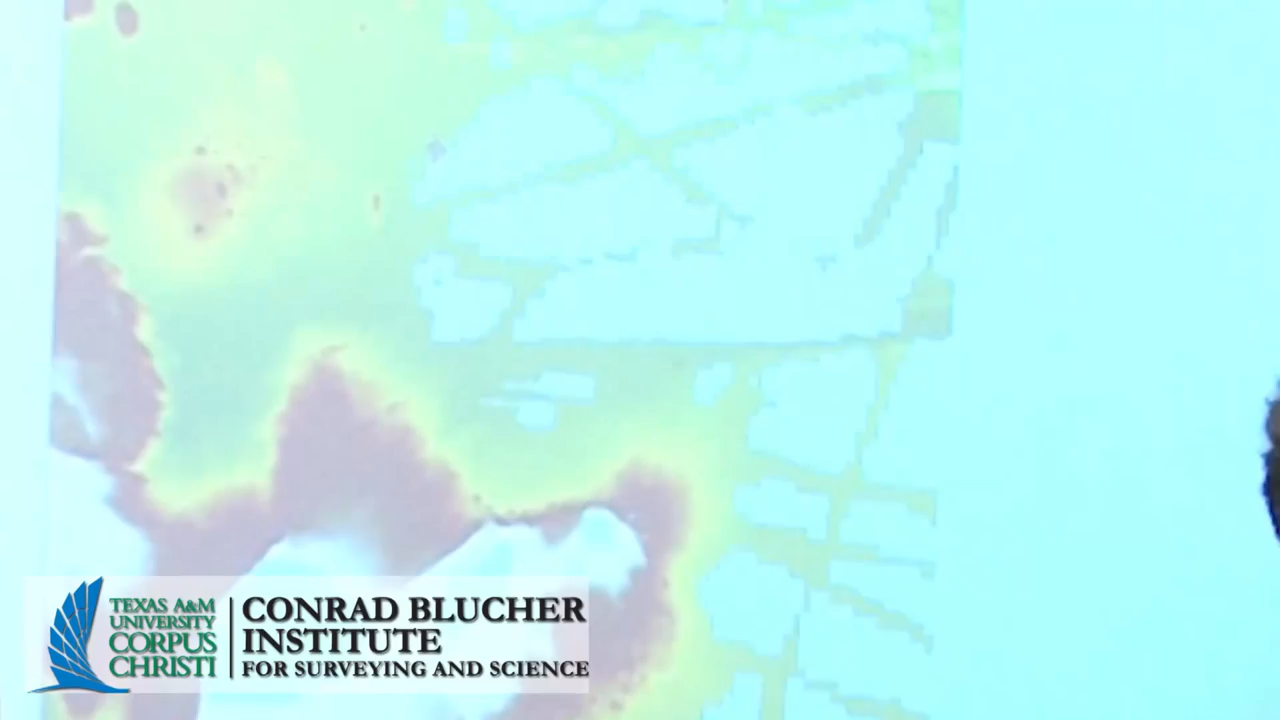 TEXAS A&M
UNIVERSITY
CORPUS
CHRISTI
CONRAD BLUCHER
INSTITUTE
FOR SURVEYING AND SCIENCE